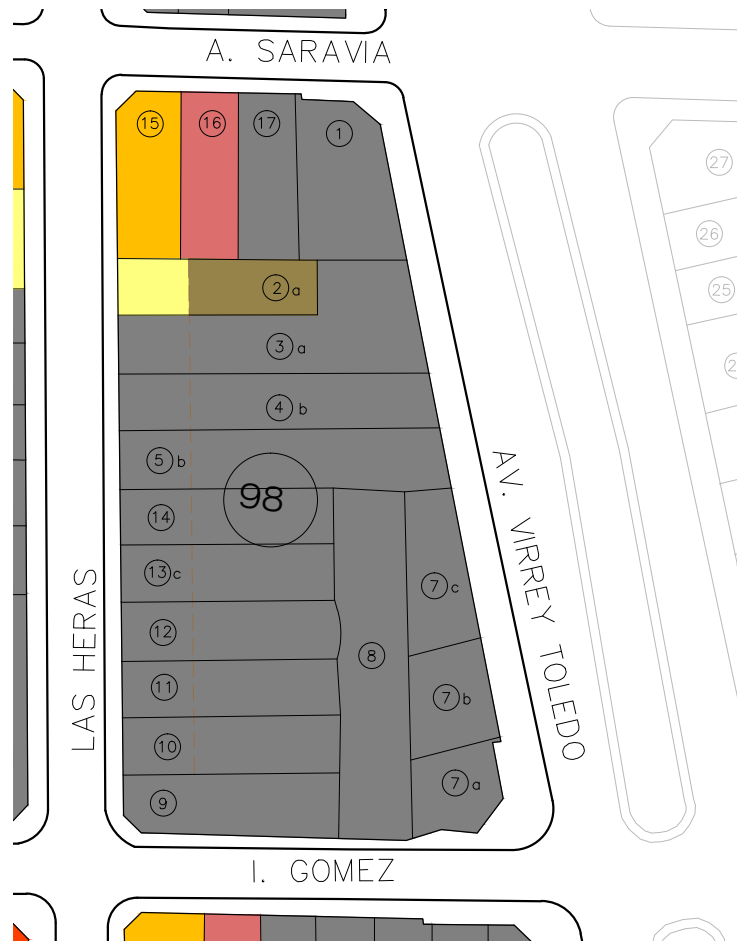 A. SARAVIA
15
16
17
1
27
26
2 a
25
3 a
4 b
5 b
98
14
13 c
7 c
12
8
11
7 b
10
7 a
9
LAS HERAS
AV. VIRREY TOLEDO
I. GOMEZ